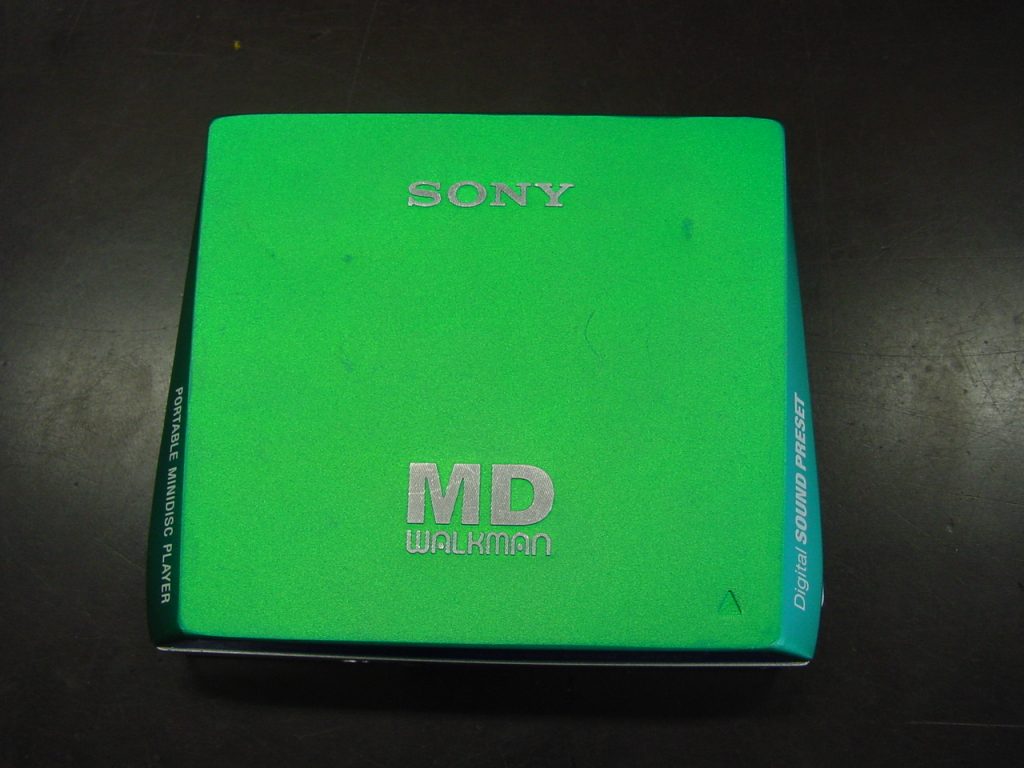 SONY
MD
WALKMAN
PORTABLE MINIDISC PLAYER
Digital SOUND PRESET